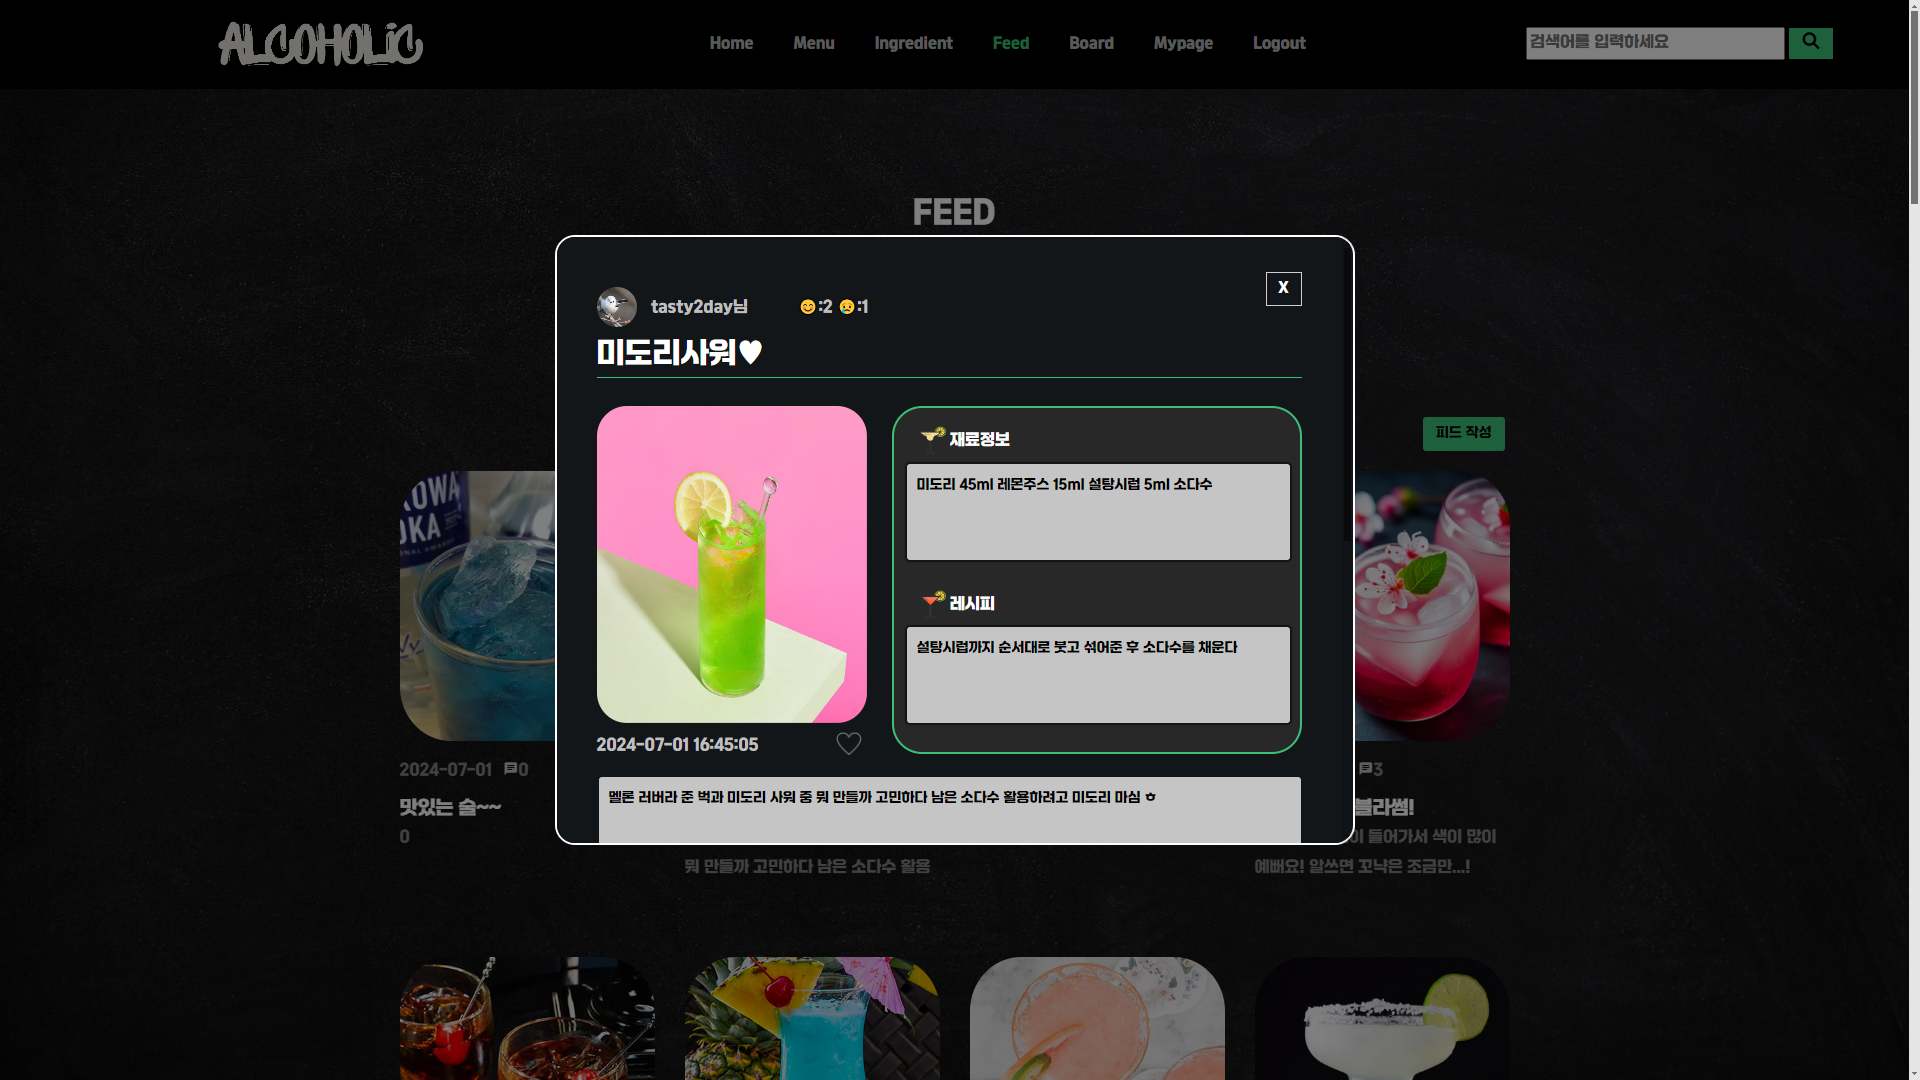 ALCOHOLiC
Home Menu Ingredient Feed Board Mypage Logout
검색어를 입력하세요
FEED
tasty2day님 😊:2 😥:1
X
미도리사워♥
피드 작성
재료정보
미도리 45ml 레몬주스 15ml 설탕시럽 5ml 소다수
레시피
설탕시럽까지 순서대로 붓고 섞어준 후 소다수를 채운다
2024-07-01 16:45:05
멜론 러버라 준 벅과 미도리 사워 중 뭐 만들까 고민하다 남은 소다수 활용하려고 미도리 마심 ㅎ
OKA
2024-07-01 0
맛있는 술~~
0
뭐 만들까 고민하다 남은 소다수 활용
3
블라썸!
들어가서 색이 많이
예뻐요! 알쓰면 꼬냑은 조금만...!